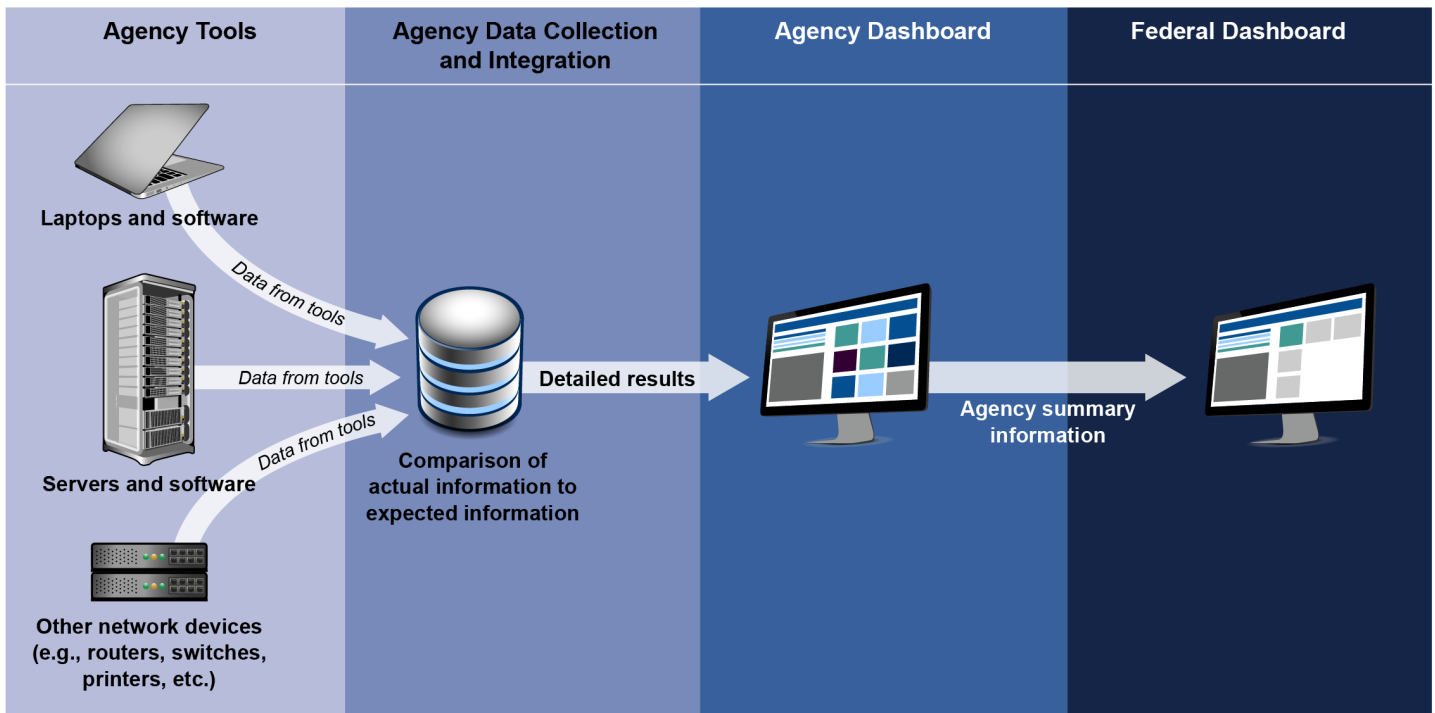 Agency Tools
Agency Data Collection
and Integration
Agency Dashboard
Federal Dashboard
Laptops and software
Data from tools
Servers and software
Data from tools
Other network devices
(e.g., routers, switches,
printers, etc.)
Data from tools
Comparison of
actual information to
expected information
Detailed results
Agency summary
information